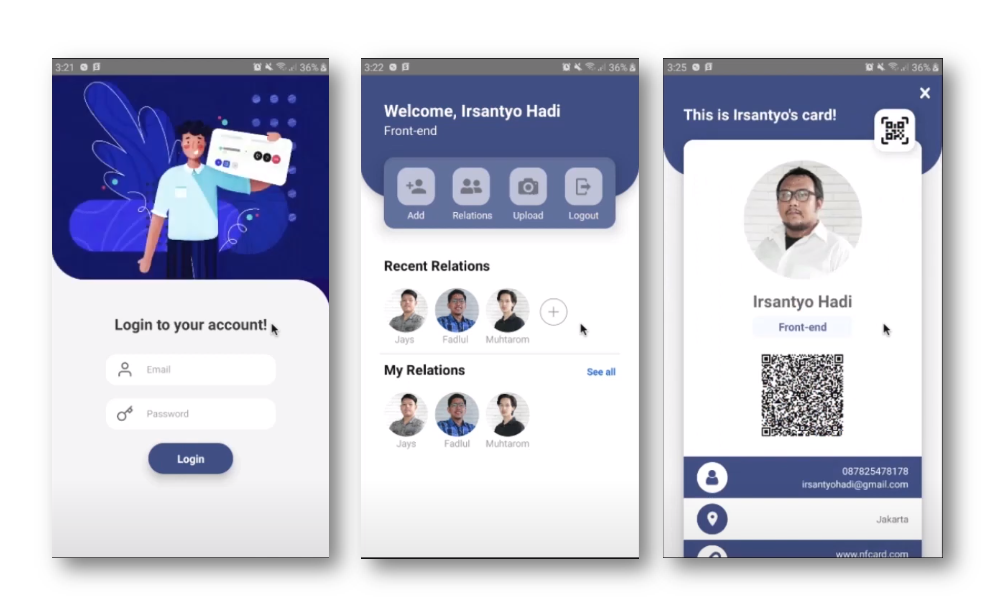 3:21
36%
Login to your account!
Email
Password
Login
3:22
36%
Welcome, Irsantyo Hadi
Front-end
Add
Relations
Upload
Logout
Recent Relations
Jays
Fadlul
Muhtarom
My Relations
See all
Jays
Fadlul
Muhtarom
3:25
36%
This is Irsantyo's card!
Irsantyo Hadi
Front-end
087825478178
irsantyohadi@gmail.com
Jakarta
www.nfcard.com